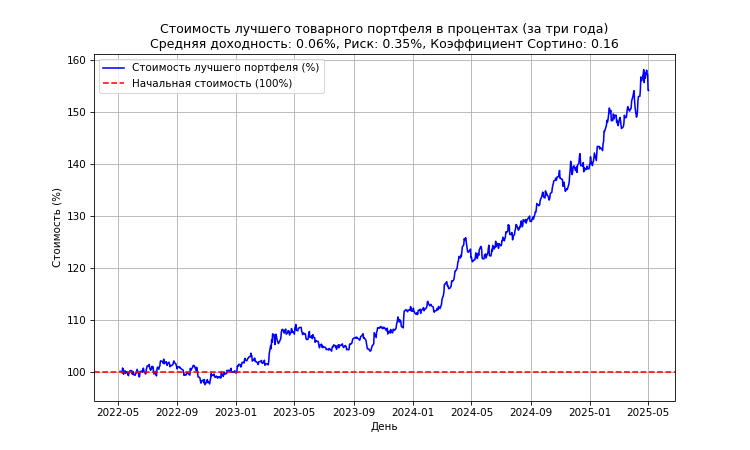 Стоимость лучшего товарного портфеля в процентах (за три года)
Средняя доходность: 0.06%, Риск: 0.35%, Коэффициент Сортино: 0.16
Стоимость лучшего портфеля (%)
Начальная стоимость (100%)
Стоимость (%)
160
150
140
130
120
110
100
2022-05 2022-09 2023-01 2023-05 2023-09 2024-01 2024-05 2024-09 2025-01 2025-05
День